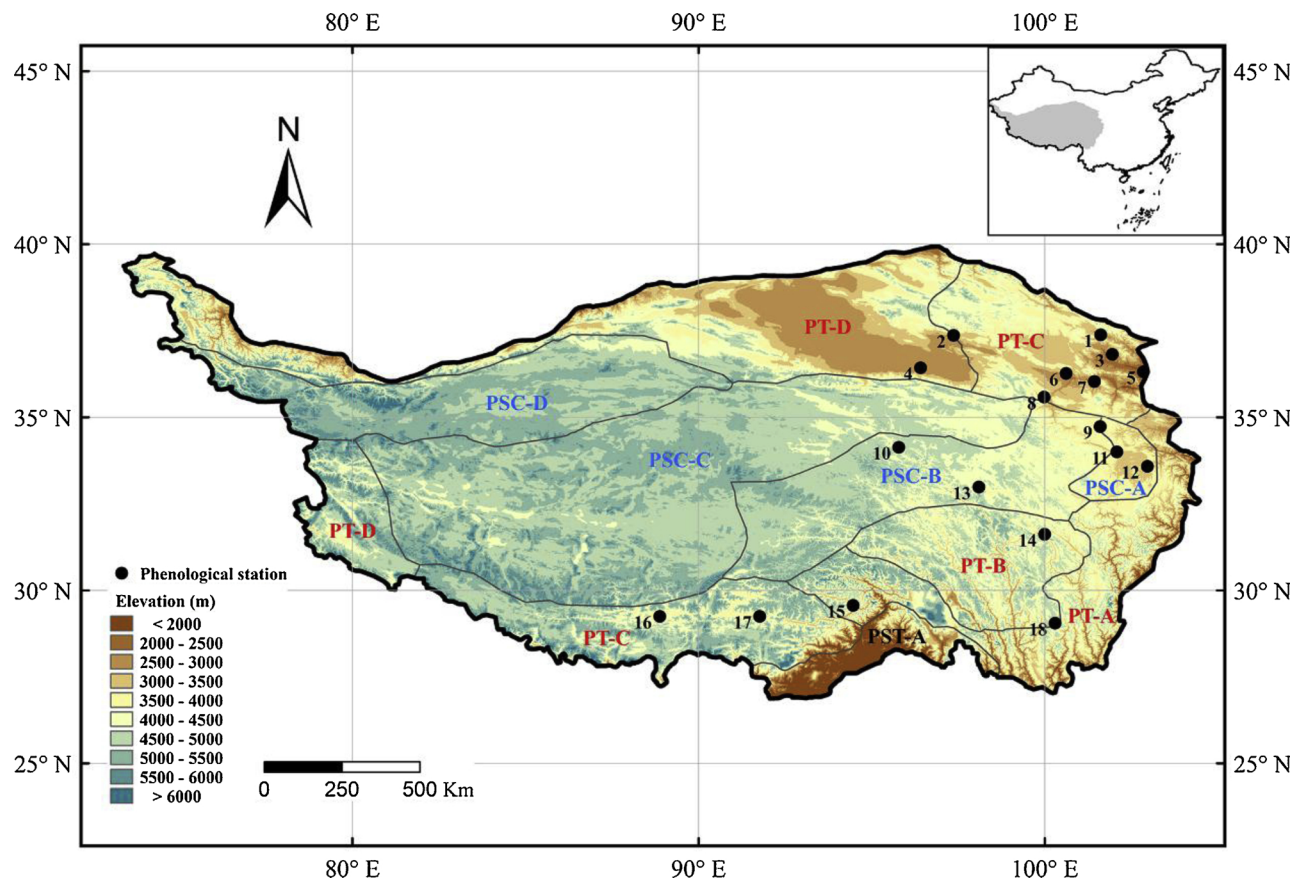 80° E 90° E 100° E
45° N 45° N
N
40° N 40° N
PT-D
2 PT-C 1
3
4 6 7 5
PSC-D 8
35° N 35° N
9
10 PSC-C 11
PSC-B 12
13 PSC-A
PT-D 14
PT-B
Phenological station
30° N 30° N
Elevation (m)
< 2000
2000 - 2500
2500 - 3000
3000 - 3500
3500 - 4000
4000 - 4500
4500 - 5000
5000 - 5500
5500 - 6000
> 6000
15 PT-A
16 17 18
PT-C PST-A
25° N 25° N
0 250 500 Km
80° E 90° E 100° E